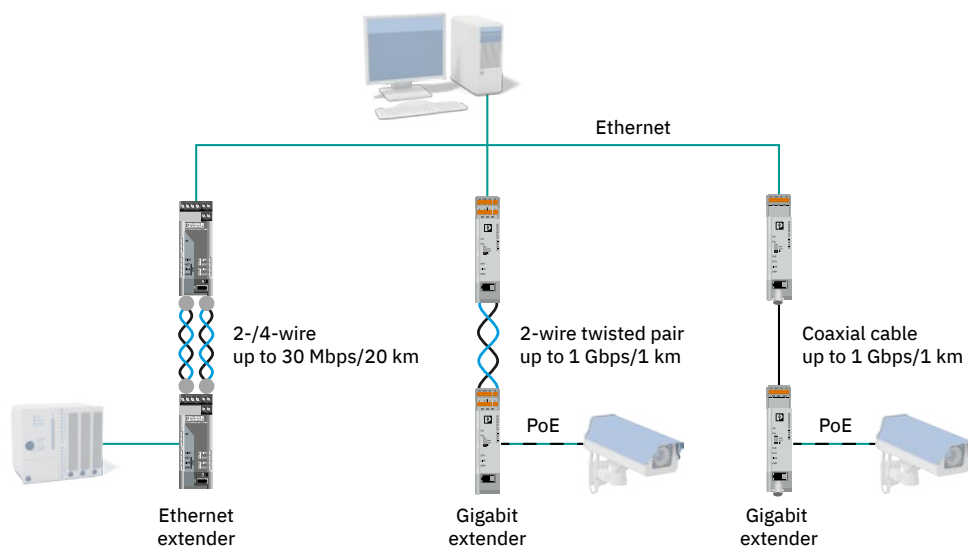 Ethernet
2-/4-wire
up to 30 Mbps/20 km
2-wire twisted pair
up to 1 Gbps/1 km
Coaxial cable
up to 1 Gbps/1 km
PoE
PoE
Ethernet
extender
Gigabit
extender
Gigabit
extender